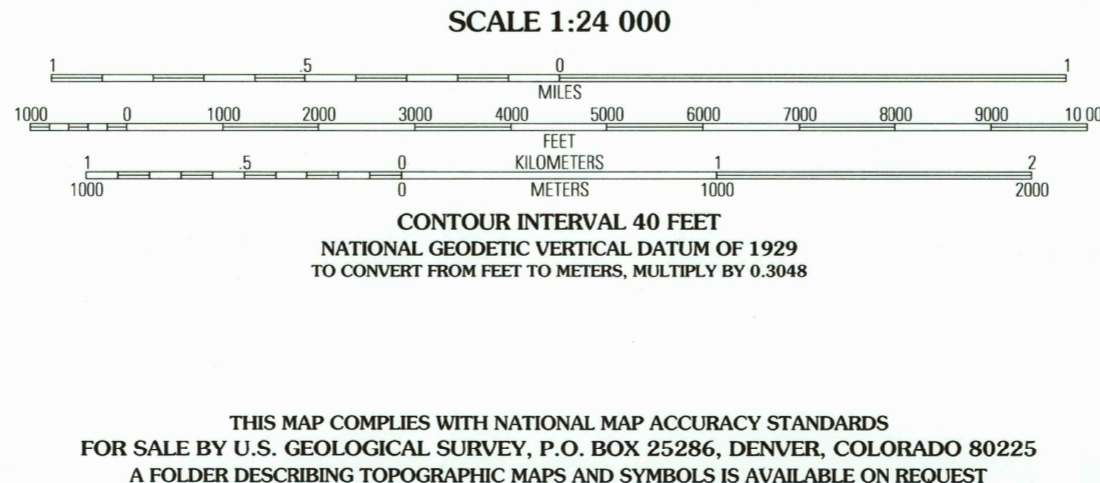 SCALE 1:24 000
1 .5 0 1
MILES
1000 0 1000 2000 3000 4000 5000 6000 7000 8000 9000 10 00
FEET
1 .5 0 KILOMETERS 1 2
1000 0 METERS 1000 2000
CONTOUR INTERVAL 40 FEET
NATIONAL GEODETIC VERTICAL DATUM OF 1929
TO CONVERT FROM FEET TO METERS, MULTIPLY BY 0.3048
THIS MAP COMPLIES WITH NATIONAL MAP ACCURACY STANDARDS
FOR SALE BY U.S. GEOLOGICAL SURVEY, P.O. BOX 25286, DENVER, COLORADO 80225
A FOLDER DESCRIBING TOPOGRAPHIC MAPS AND SYMBOLS IS AVAILABLE ON REQUEST